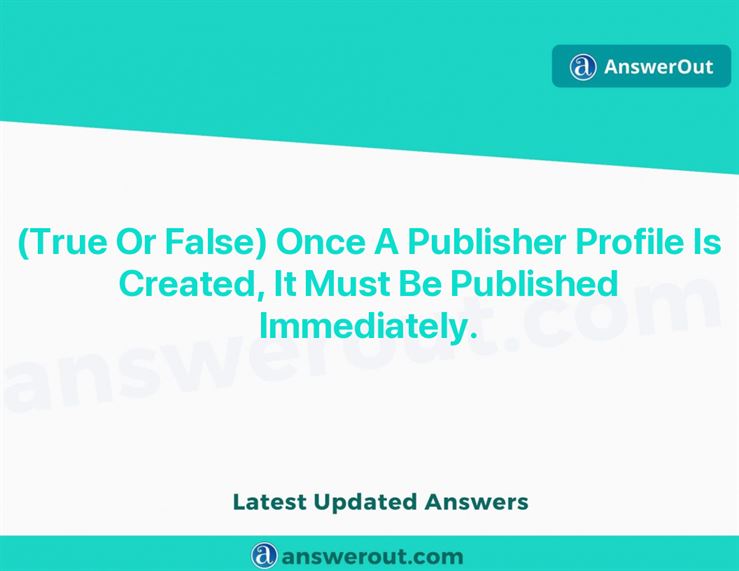 AnswerOut
(True Or False) Once A Publisher Profile Is
Created, It Must Be Published
Immediately.
answerout.com
Latest Updated Answers
answerout.com